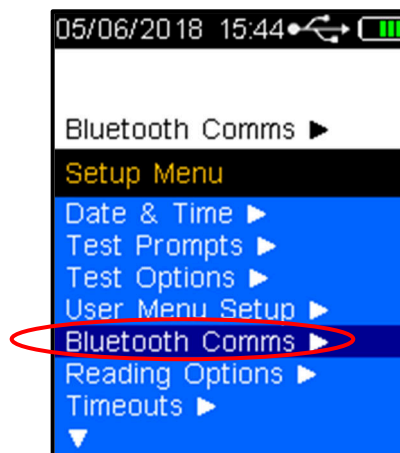 05/06/2018 15:44
Bluetooth Comms ▶
Setup Menu
Date & Time ▶
Test Prompts ▶
Test Options ▶
User Menu Setup ▶
Bluetooth Comms ▶
Reading Options ▶
Timeouts ▶
▼